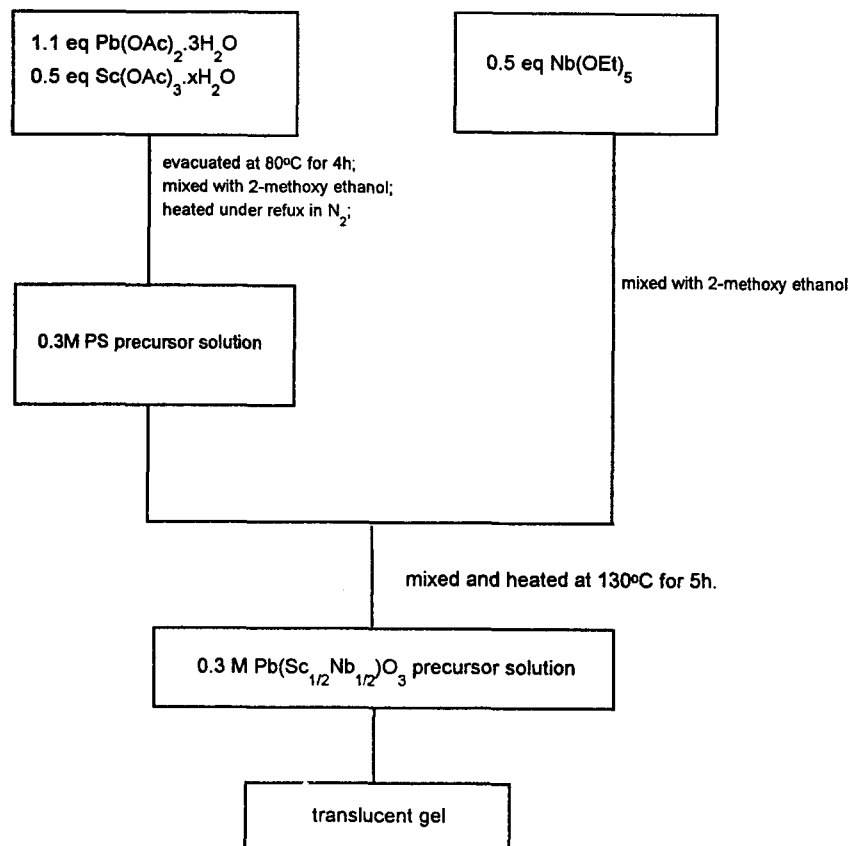 1.1 eq Pb(OAc)₂.3H₂O
0.5 eq Sc(OAc)₃.xH₂O
0.5 eq Nb(OEt)₅
evacuated at 80ºC for 4h;
mixed with 2-methoxy ethanol;
heated under refux in N₂;
mixed with 2-methoxy ethanol
0.3M PS precursor solution
mixed and heated at 130ºC for 5h.
0.3 M Pb(Sc₁/₂Nb₁/₂)O₃ precursor solution
translucent gel